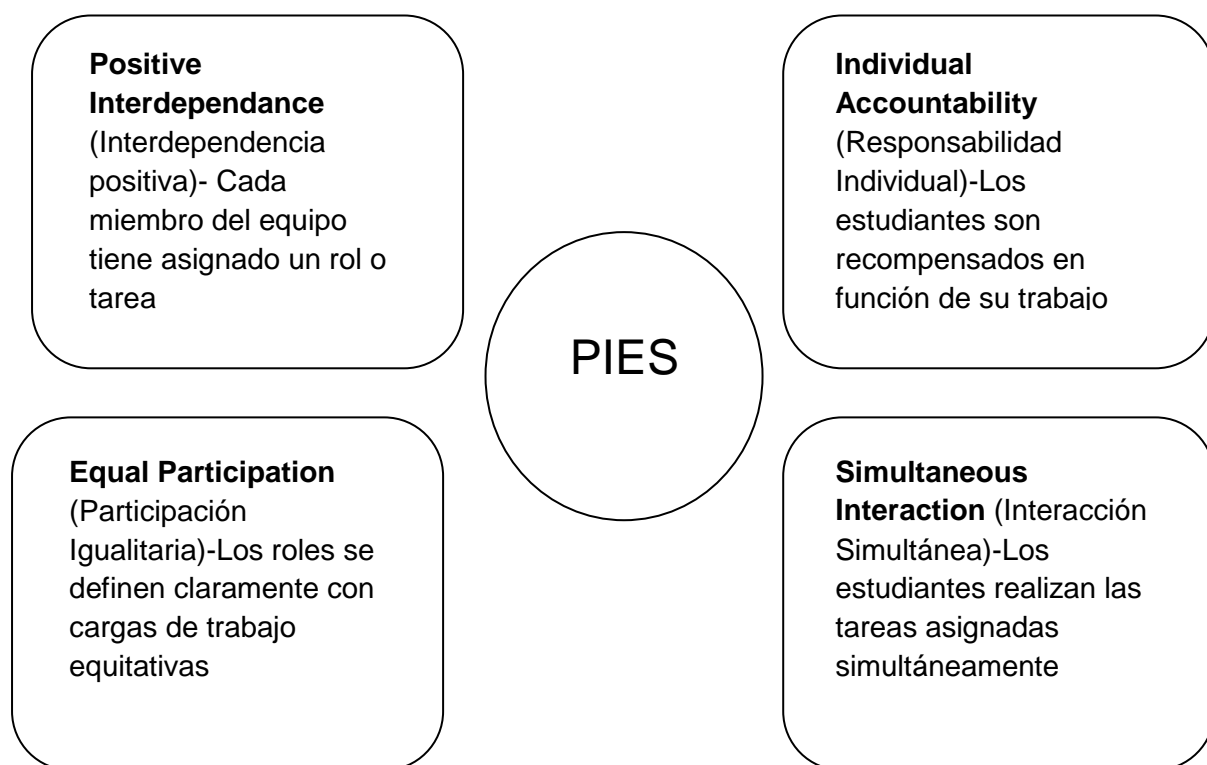 Positive
Interdependance
(Interdependencia
positiva)- Cada
miembro del equipo
tiene asignado un rol o
tarea
Individual
Accountability
(Responsabilidad
Individual)-Los
estudiantes son
recompensados en
función de su trabajo
PIES
Equal Participation
(Participación
Igualitaria)-Los roles se
definen claramente con
cargas de trabajo
equitativas
Simultaneous
Interaction (Interacción
Simultánea)-Los
estudiantes realizan las
tareas asignadas
simultáneamente